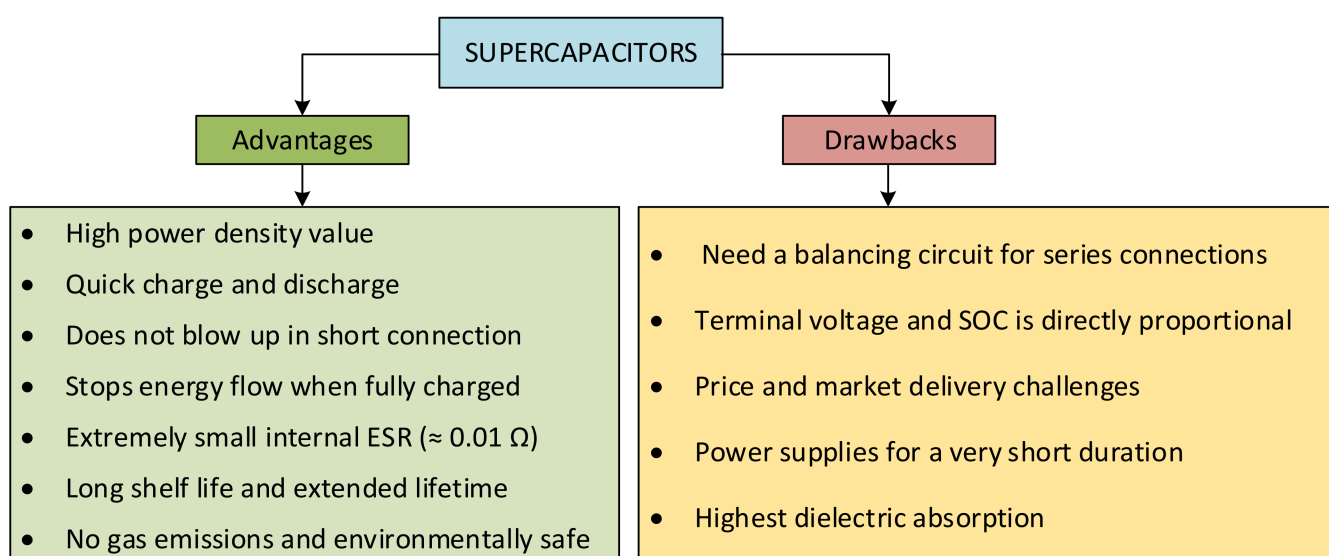 SUPERCAPACITORS
Advantages
Drawbacks
• High power density value
• Quick charge and discharge
• Does not blow up in short connection
• Stops energy flow when fully charged
• Extremely small internal ESR (≈ 0.01 Ω)
• Long shelf life and extended lifetime
• No gas emissions and environmentally safe
• Need a balancing circuit for series connections
• Terminal voltage and SOC is directly proportional
• Price and market delivery challenges
• Power supplies for a very short duration
• Highest dielectric absorption